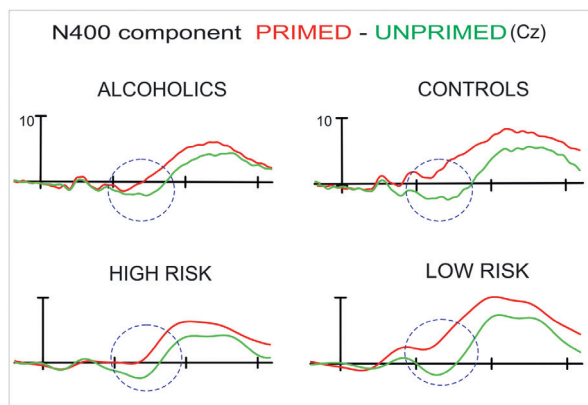 N400 component PRIMED - UNPRIMED (Cz)
ALCOHOLICS
CONTROLS
10
10
HIGH RISK
LOW RISK